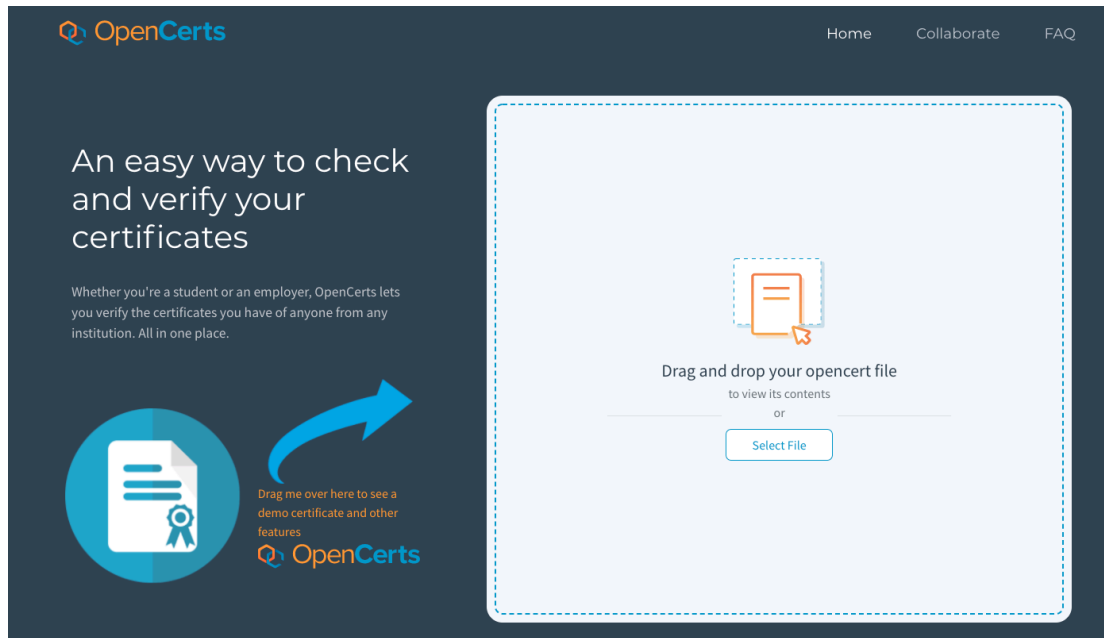 OpenCerts
Home Collaborate FAQ
An easy way to check
and verify your
certificates
Whether you're a student or an employer, OpenCerts lets
you verify the certificates you have of anyone from any
institution. All in one place.
Drag me over here to see a
demo certificate and other
features
OpenCerts
Drag and drop your opencert file
to view its contents
or
Select File